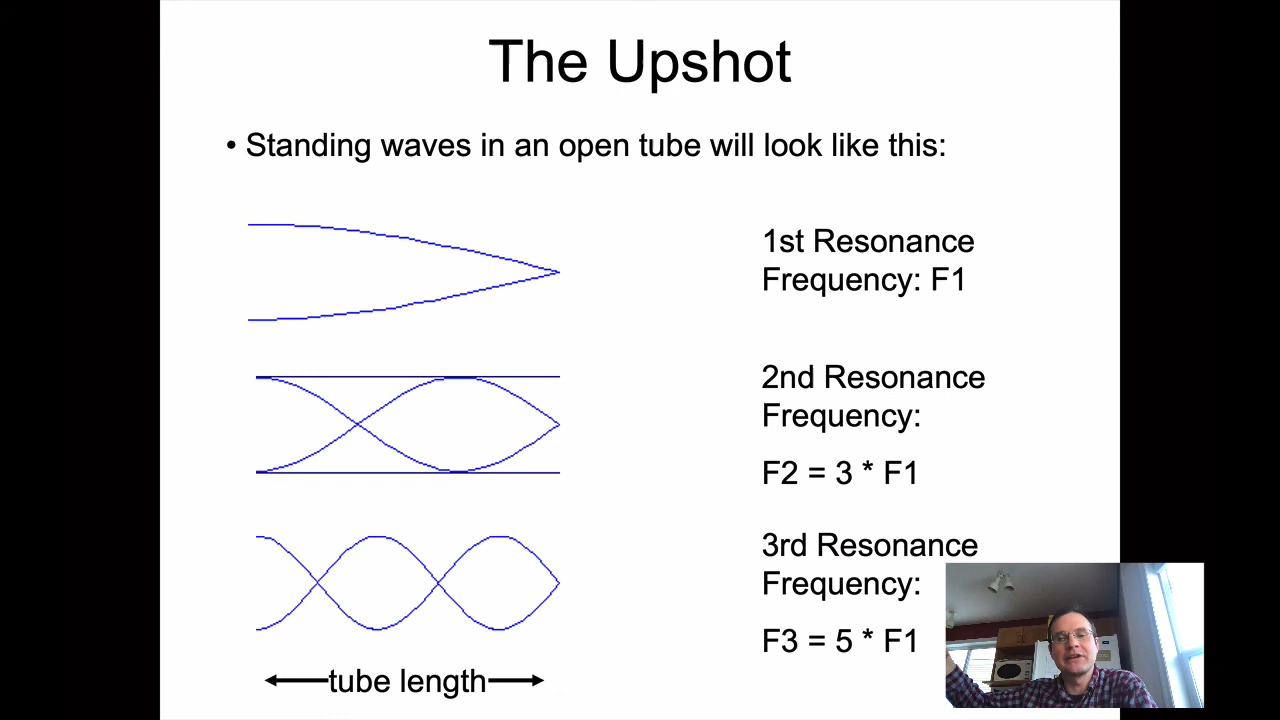 The Upshot
• Standing waves in an open tube will look like this:
1st Resonance
Frequency: F1
2nd Resonance
Frequency:
F2 = 3 * F1
3rd Resonance
Frequency:
F3 = 5 * F1
tube length